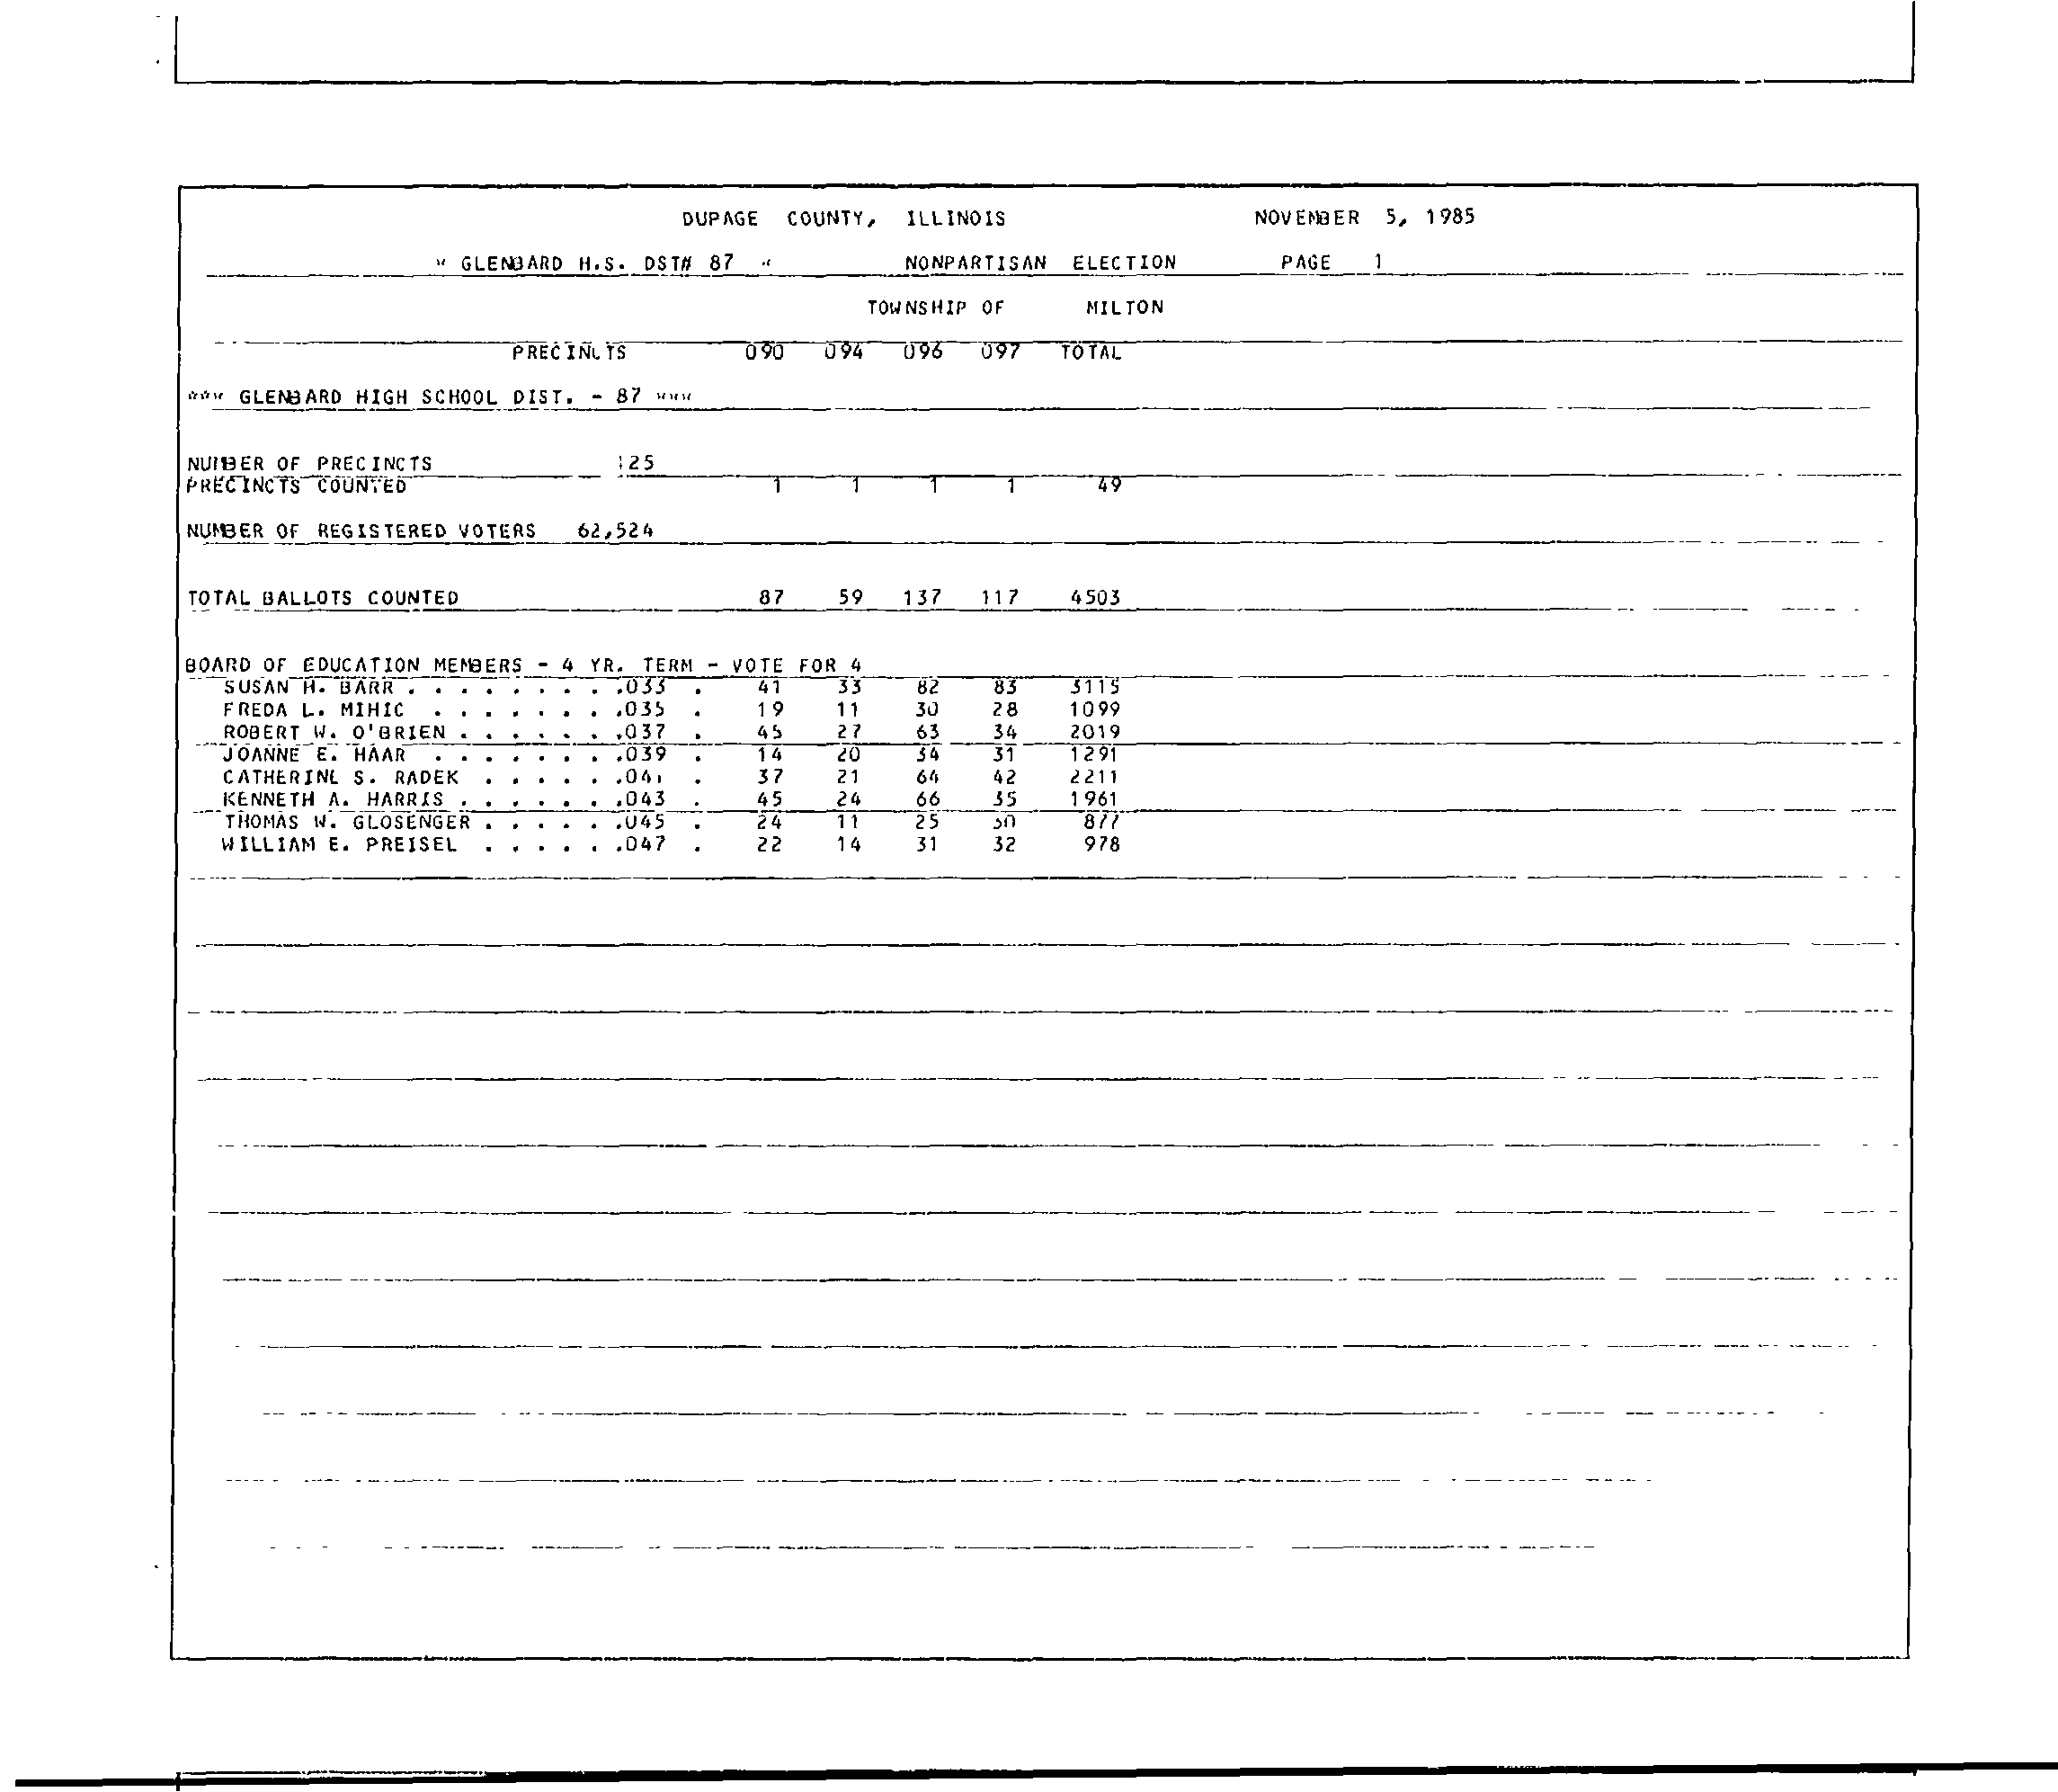 DUPAGE COUNTY, ILLINOIS NOVEMBER 5, 1985
* GLENBARD H.S. DST# 87 * NONPARTISAN ELECTION PAGE 1
TOWNSHIP OF MILTON
PRECINCTS 090 094 096 097 TOTAL
*** GLENBARD HIGH SCHOOL DIST. - 87 ***
NUMBER OF PRECINCTS 125
PRECINCTS COUNTED 1 1 1 1 49
NUMBER OF REGISTERED VOTERS 62,524
TOTAL BALLOTS COUNTED 87 59 137 117 4503
BOARD OF EDUCATION MEMBERS - 4 YR. TERM - VOTE FOR 4
SUSAN H. BARR . . . . . . . . .033 . 41 33 82 83 3115
FREDA L. MIHIC . . . . . . . .035 . 19 11 30 28 1099
ROBERT W. O'BRIEN . . . . . . .037 . 45 27 63 34 2019
JOANNE E. HAAR . . . . . . . .039 . 14 20 34 31 1291
CATHERINE S. RADEK . . . . . .041 . 37 21 64 42 2211
KENNETH A. HARRIS . . . . . . .043 . 45 24 66 35 1961
THOMAS W. GLOSENGER . . . . . .045 . 24 11 25 30 877
WILLIAM E. PREISEL . . . . . .047 . 22 14 31 32 978